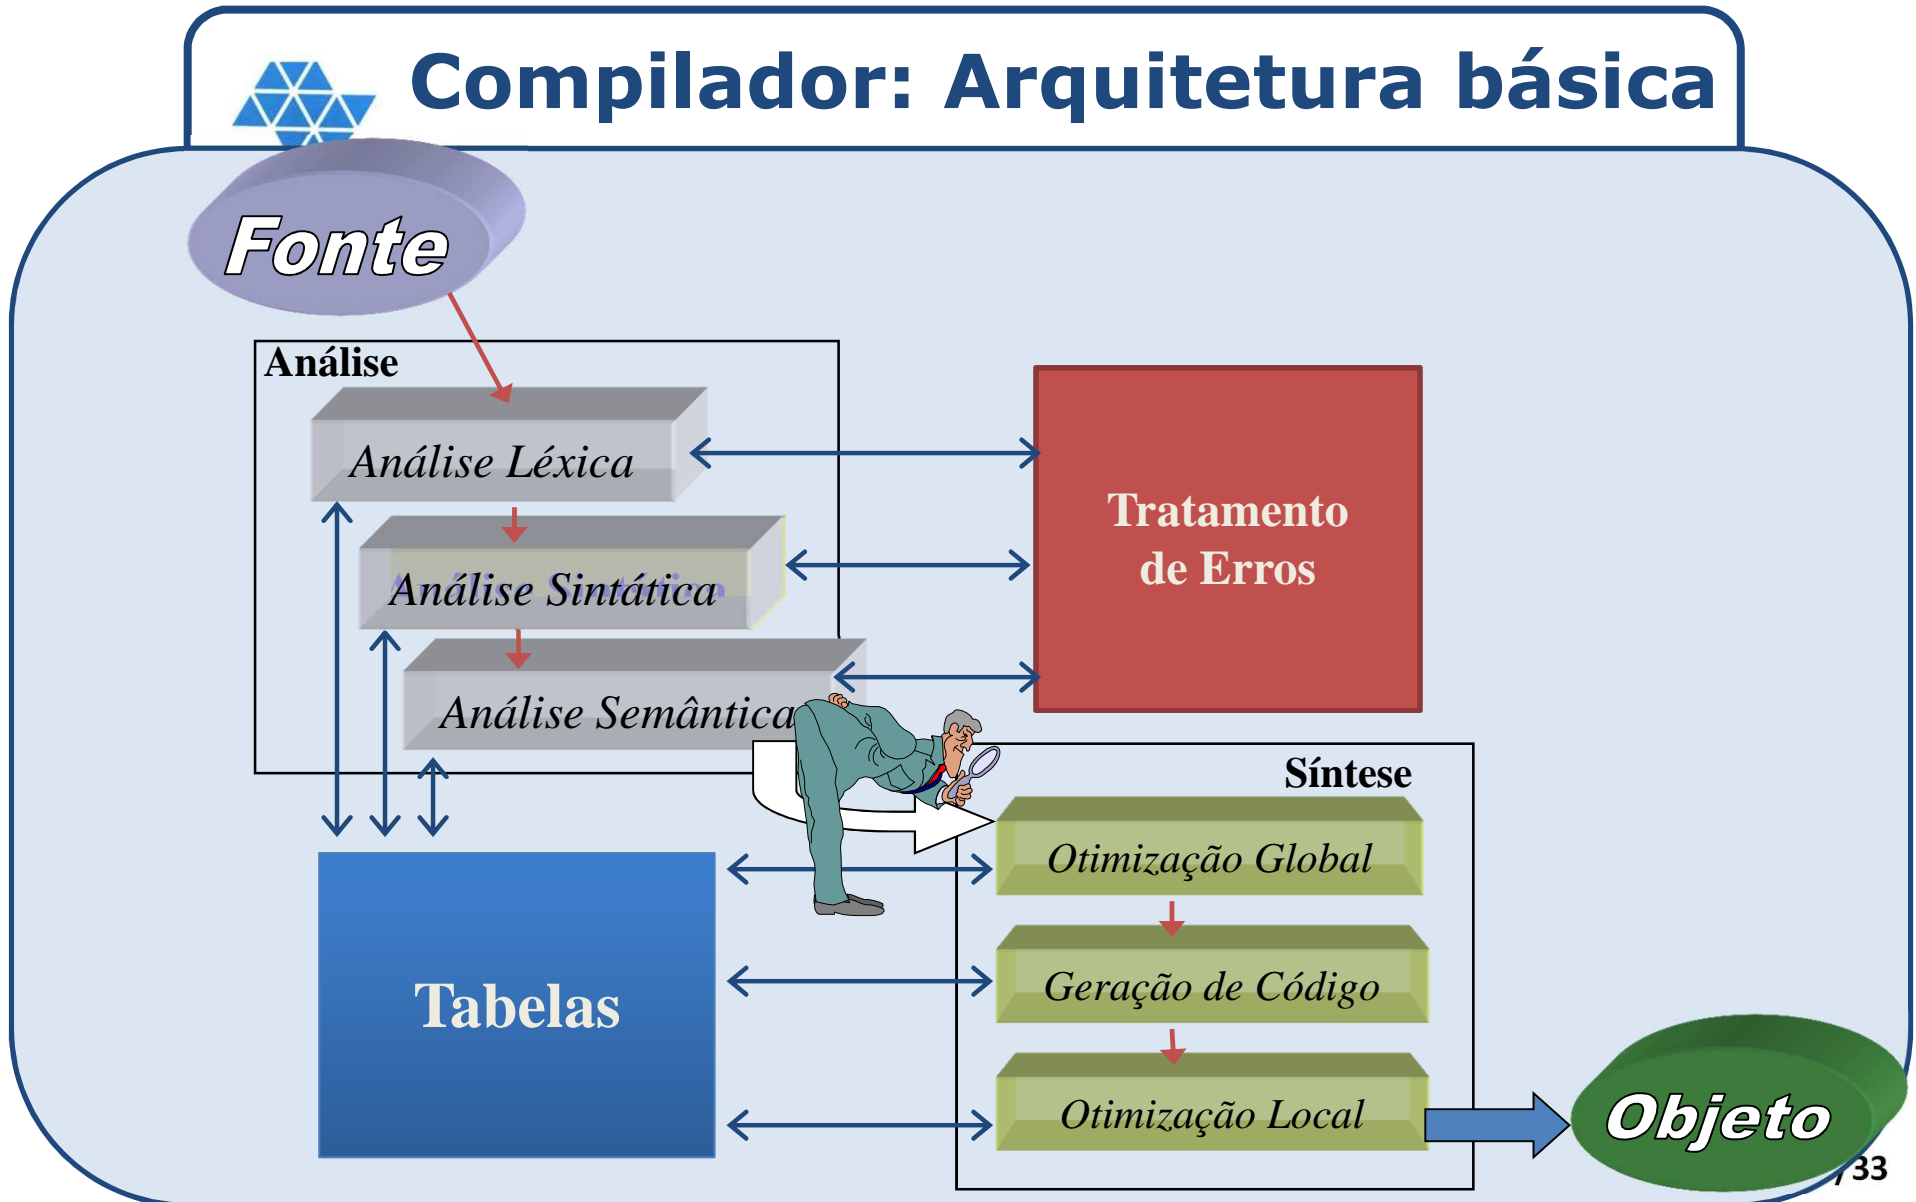 Compilador: Arquitetura básica
Fonte
Análise
Análise Léxica
Análise Sintática
Análise Semântica
Tratamento
de Erros
Síntese
Otimização Global
Geração de Código
Otimização Local
Tabelas
Objeto
/33